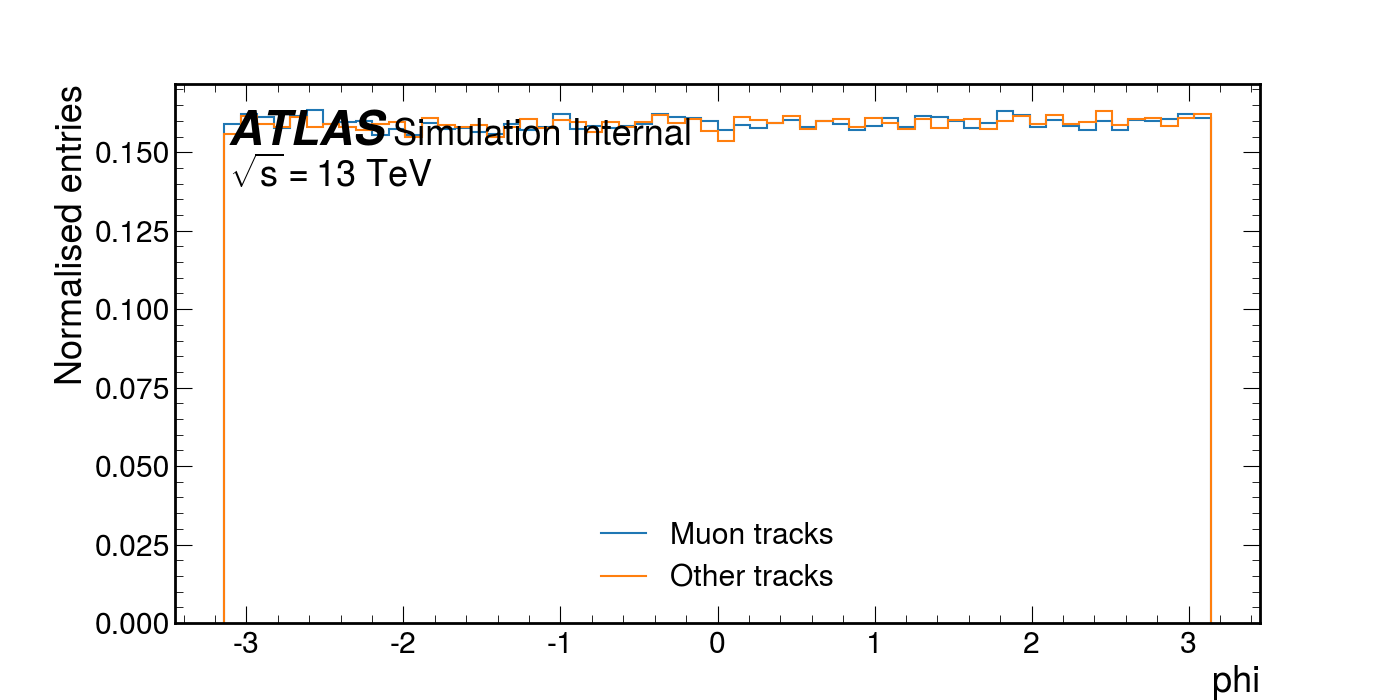 Normalised entries
ATLAS Simulation Internal
√s = 13 TeV
0.150
0.125
0.100
0.075
0.050
0.025
0.000
Muon tracks
Other tracks
-3 -2 -1 0 1 2 3
phi